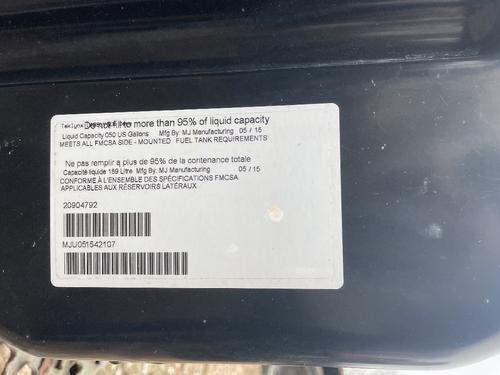 Do not fill to more than 95% of liquid capacity
Liquid Capacity 050 US Gallons Mfg By: MJ Manufacturing 05 / 15
MEETS ALL FMCSA SIDE - MOUNTED FUEL TANK REQUIREMENTS
Ne pas remplir a plus de 95% de la contenance totale
Capacité liquide 189 Litre Mfg By: MJ Manufacturing 05 / 15
CONFORME À L'ENSEMBLE DES SPÉCIFICATIONS FMCSA
APPLICABLES AUX RÉSERVOIRS LATÉRAUX
20904792
MJU051542107